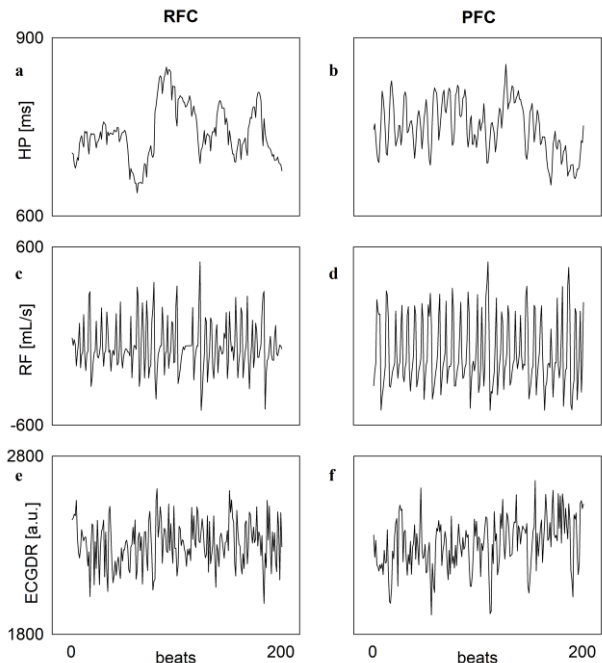 RFC PFC
900
a b
HP [ms]
600
600
c d
RF [mL/s]
-600
2800
e f
ECGDR [a.u.]
1800
0 beats 200 0 beats 200